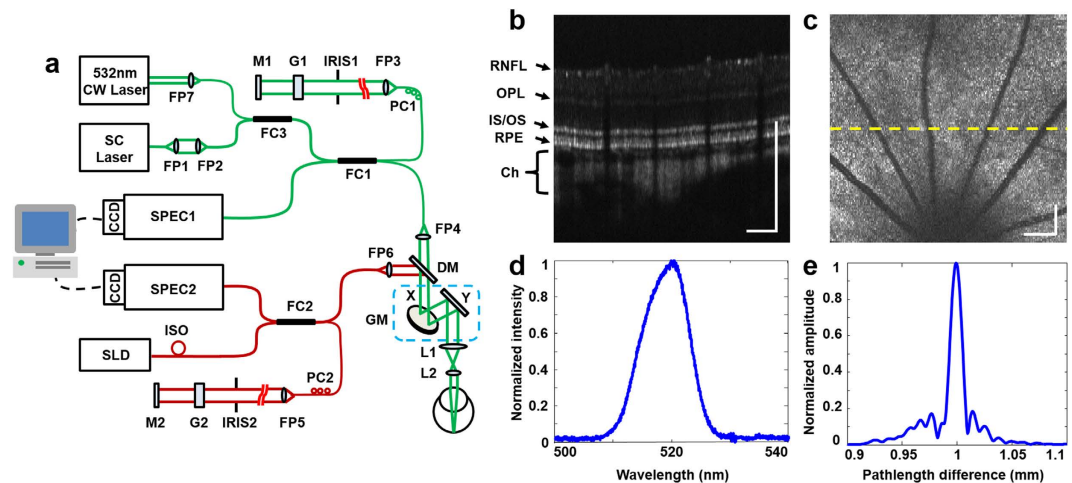 a
532nm
CW Laser
FP7
M1 G1 IRIS1 FP3
PC1
FC3
SC
Laser
FP1 FP2
FC1
CCD
SPEC1
FP4
FP6
DM
CCD
SPEC2
X Y
FC2
GM
ISO
SLD
L1
PC2
L2
M2 G2 IRIS2 FP5
b
RNFL
OPL
IS/OS
RPE
Ch
c
d
Normalized intensity
1
0.8
0.6
0.4
0.2
0
500 520 540
Wavelength (nm)
e
Normalized amplitude
1
0.8
0.6
0.4
0.2
0
0.9 0.95 1 1.05 1.1
Pathlength difference (mm)